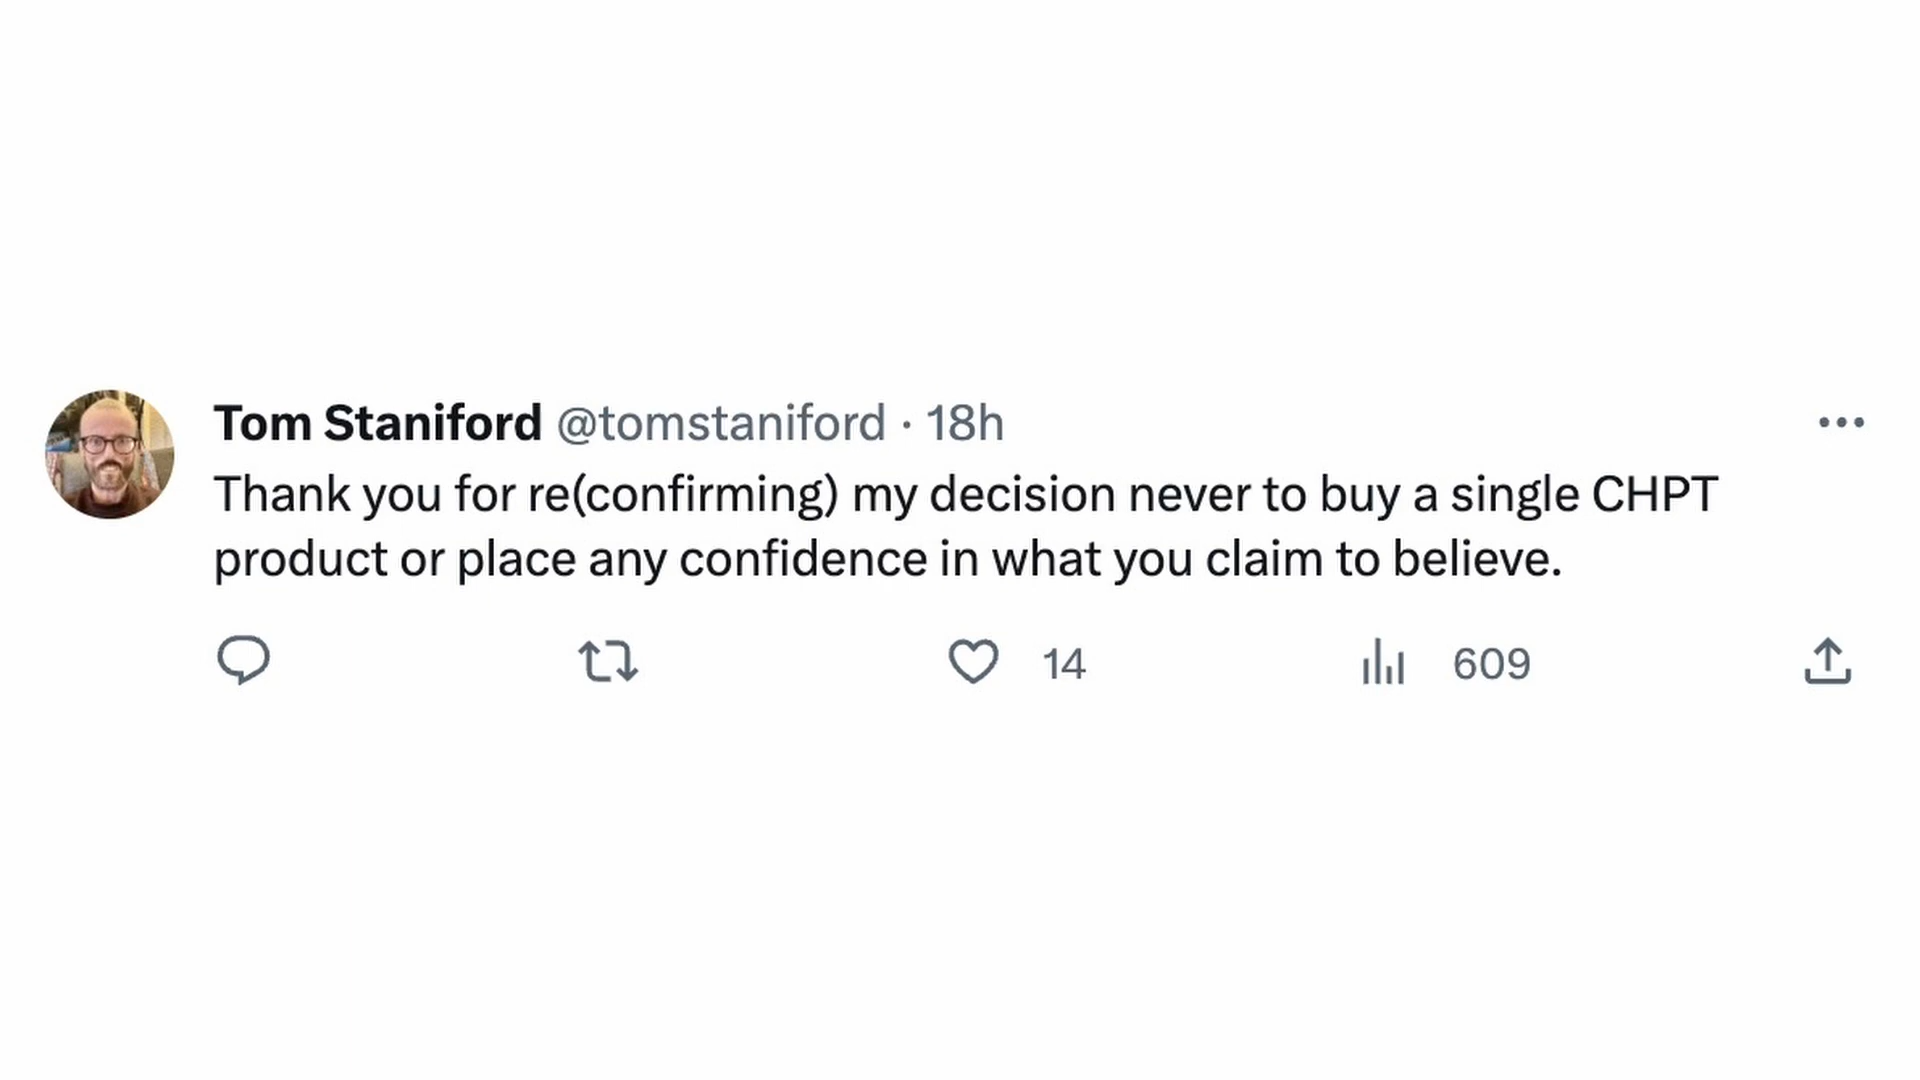 Tom Staniford @tomstaniford · 18h
Thank you for re(confirming) my decision never to buy a single CHPT
product or place any confidence in what you claim to believe.
14 609